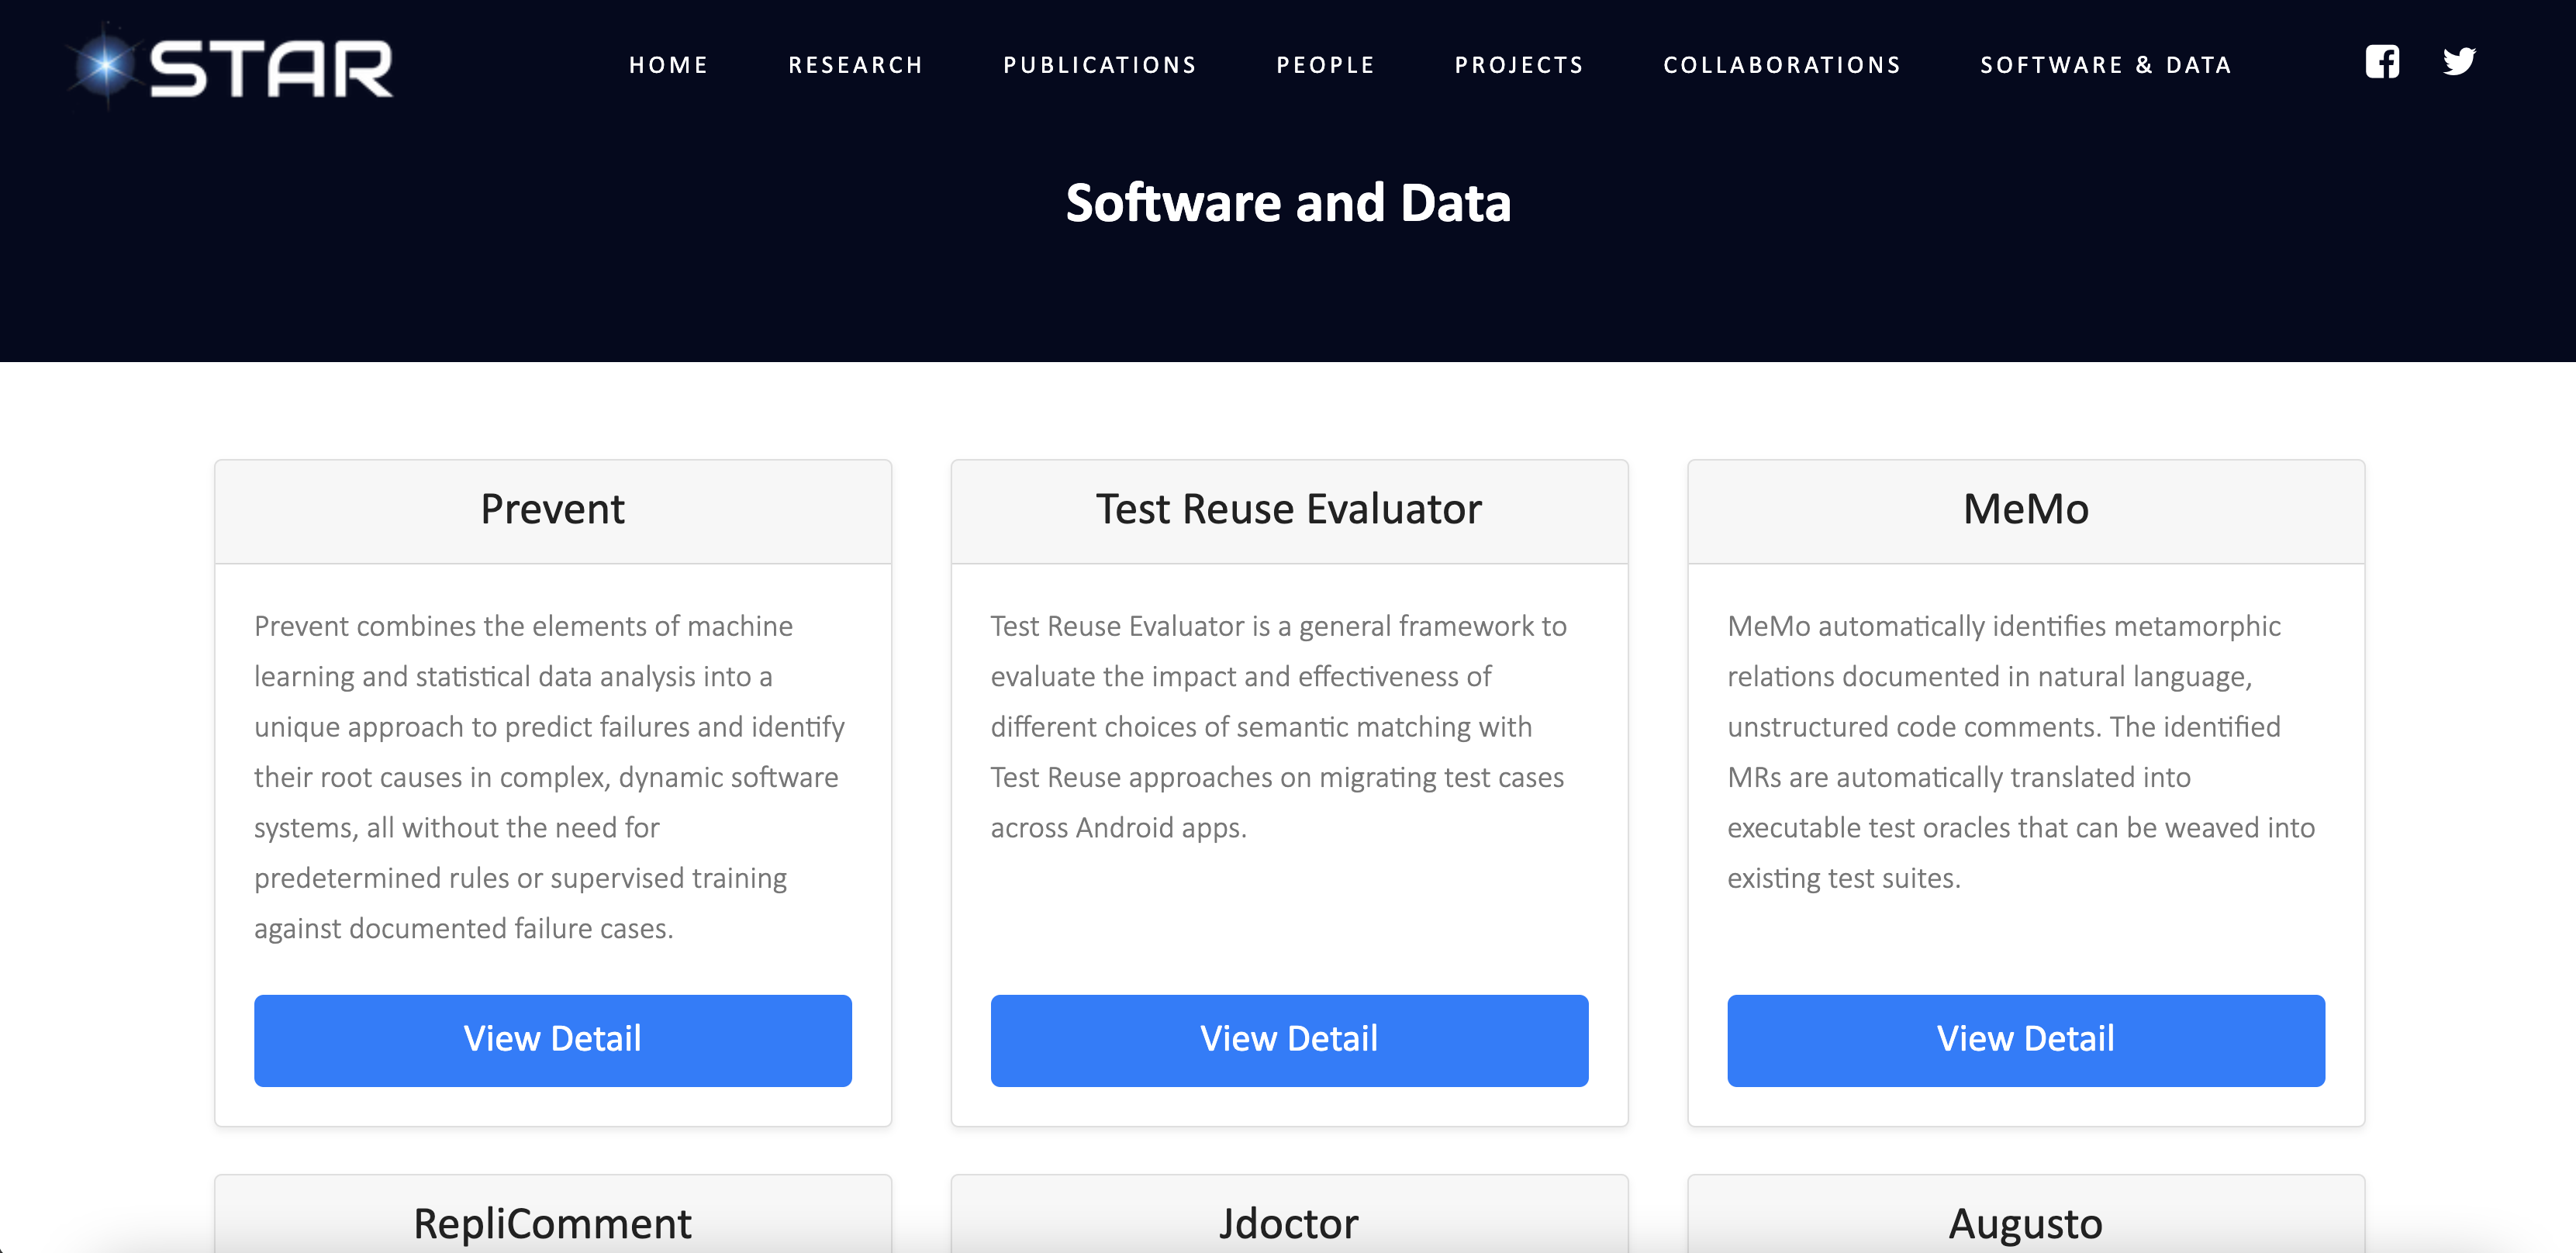 STAR
HOME RESEARCH PUBLICATIONS PEOPLE PROJECTS COLLABORATIONS SOFTWARE & DATA
Software and Data
Prevent
Prevent combines the elements of machine
learning and statistical data analysis into a
unique approach to predict failures and identify
their root causes in complex, dynamic software
systems, all without the need for
predetermined rules or supervised training
against documented failure cases.
View Detail
Test Reuse Evaluator
Test Reuse Evaluator is a general framework to
evaluate the impact and effectiveness of
different choices of semantic matching with
Test Reuse approaches on migrating test cases
across Android apps.
View Detail
MeMo
MeMo automatically identifies metamorphic
relations documented in natural language,
unstructured code comments. The identified
MRs are automatically translated into
executable test oracles that can be weaved into
existing test suites.
View Detail
RepliComment
Jdoctor
Augusto